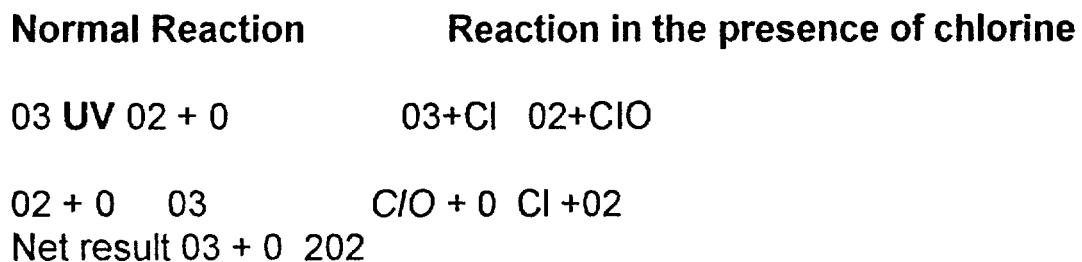 Normal Reaction Reaction in the presence of chlorine
03 UV 02 + 0 03+Cl 02+ClO
02 + 0 03 ClO + 0 Cl +02
Net result 03 + 0 202